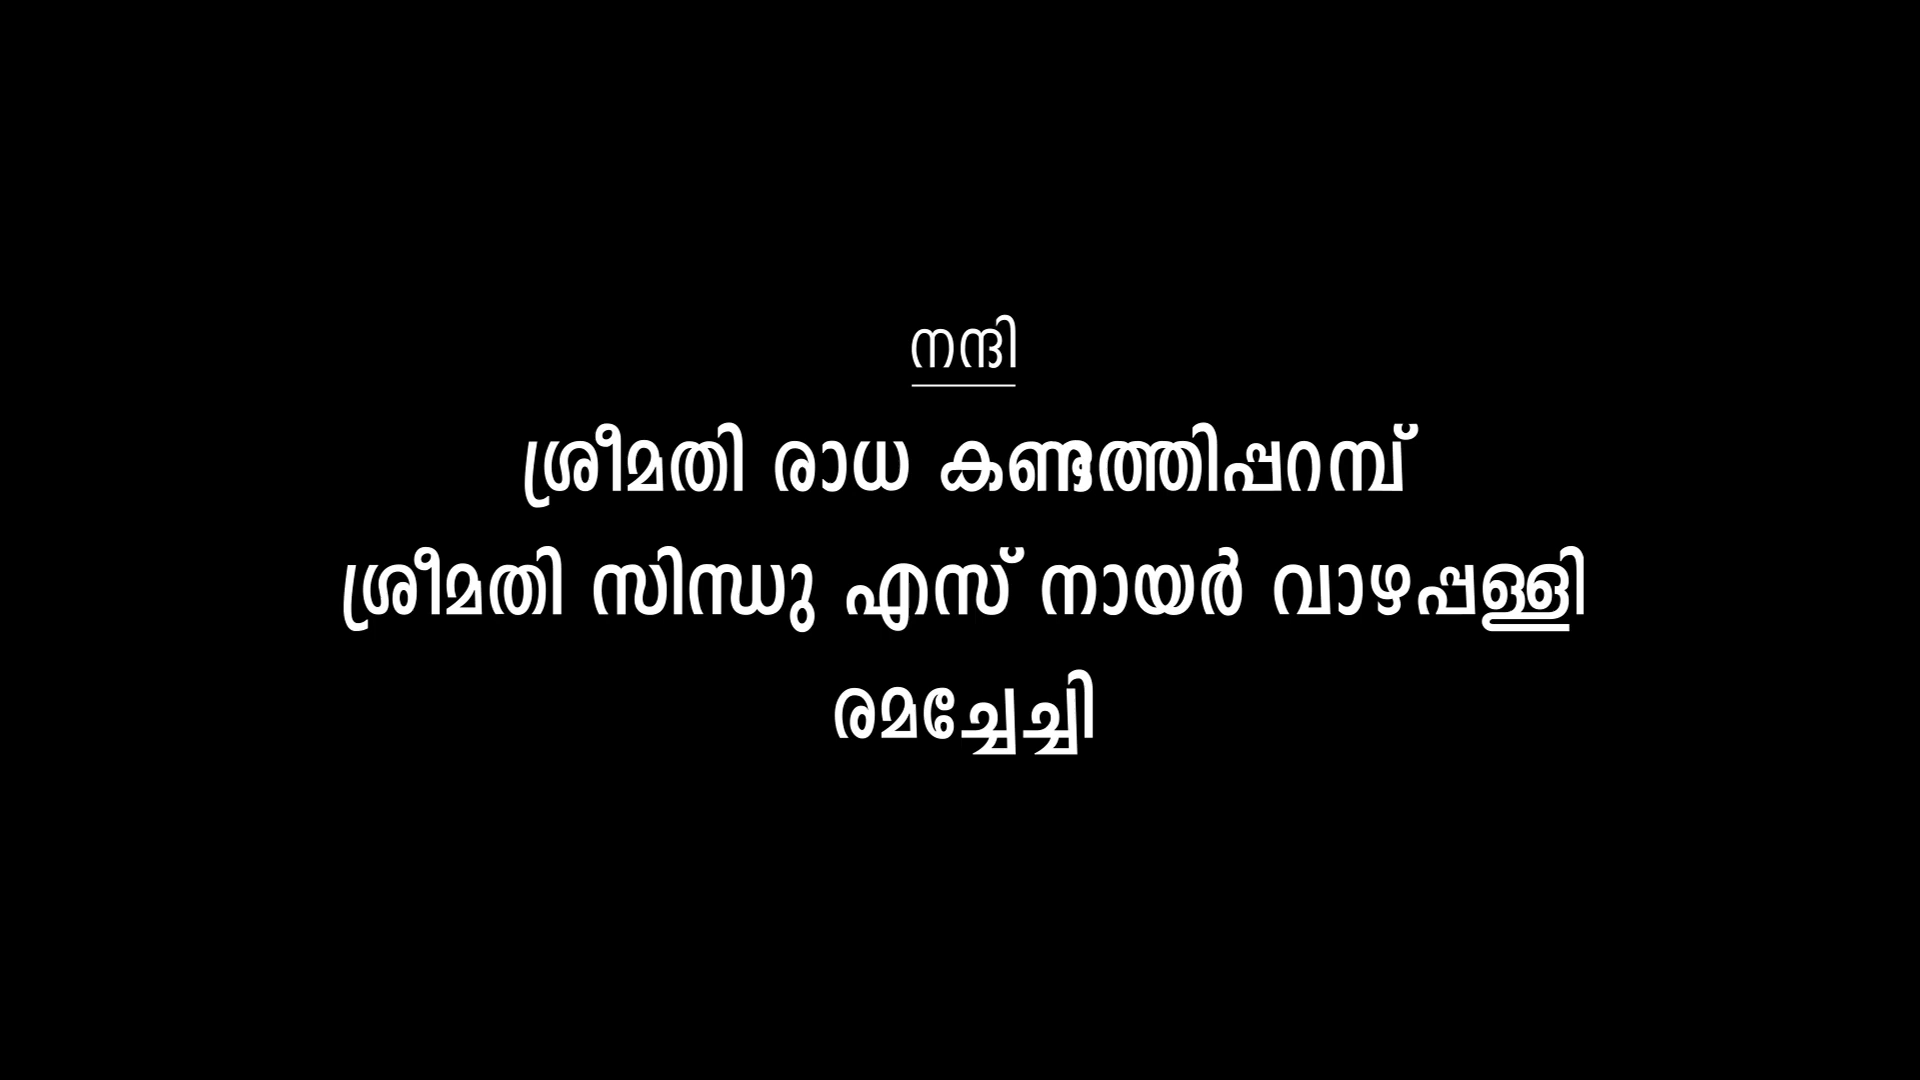 നന്ദി
ശ്രീമതി രാധ കണ്ടത്തിപ്പറമ്പ്
ശ്രീമതി സിന്ധു എസ് നായർ വാഴപ്പള്ളി
രമച്ചേച്ചി